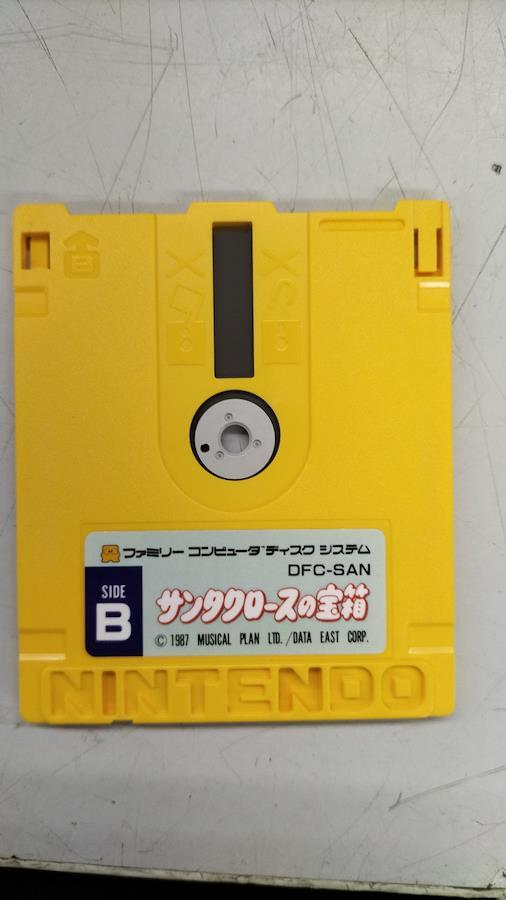 B
ファミリー コンピュータ ディスク システム
DFC-SAN
SIDE
B
サンタクロースの宝箱
© 1987 MUSICAL PLAN LTD. /DATA EAST CORP.
NINTENDO